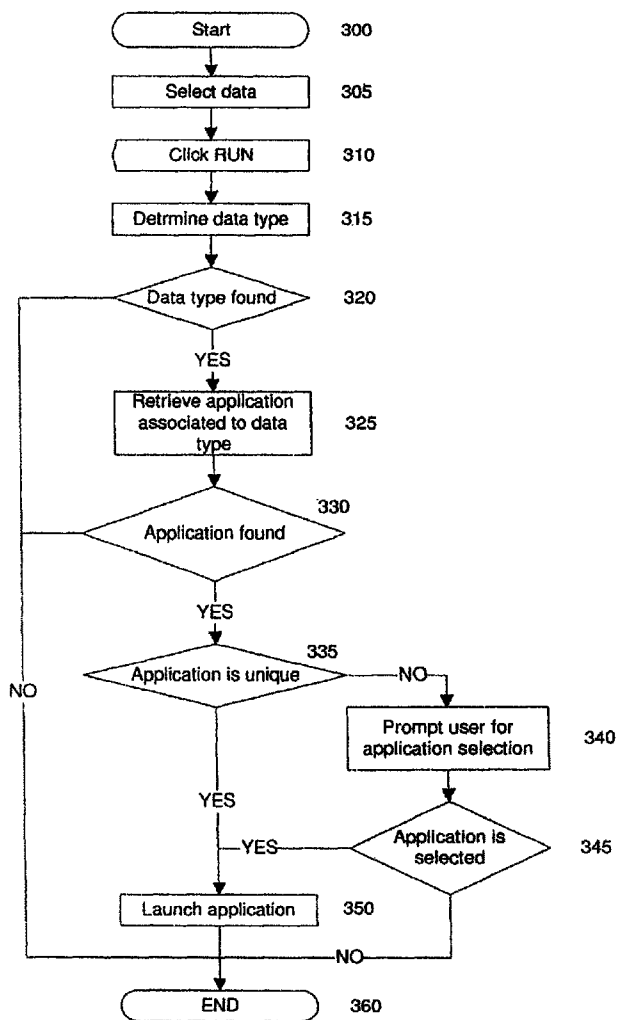 Start 300
Select data 305
Click RUN 310
Detrmine data type 315
Data type found 320
YES
Retrieve application
associated to data
type
325
330
Application found
YES
335
Application is unique
NO
NO
Prompt user for
application selection
340
YES
Application is
selected
345
YES
Launch application 350
NO
END 360